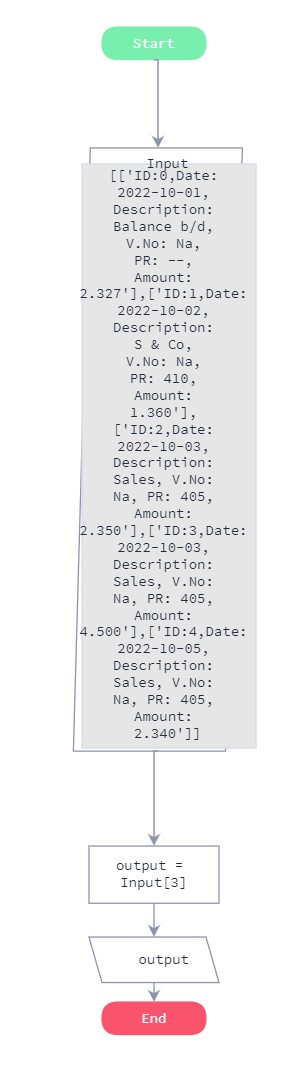 Start
Input
[['ID:0,Date:
2022-10-01,
Description:
Balance b/d,
V.No: Na,
PR: --,
Amount:
2.327'],['ID:1,Date:
2022-10-02,
Description:
S & Co,
V.No: Na,
PR: 410,
Amount:
1.360'],
['ID:2,Date:
2022-10-03,
Description:
Sales, V.No:
Na, PR: 405,
Amount:
2.350'],['ID:3,Date:
2022-10-03,
Description:
Sales, V.No:
Na, PR: 405,
Amount:
4.500'],['ID:4,Date:
2022-10-05,
Description:
Sales, V.No:
Na, PR: 405,
Amount:
2.340']]
output =
Input[3]
output
End